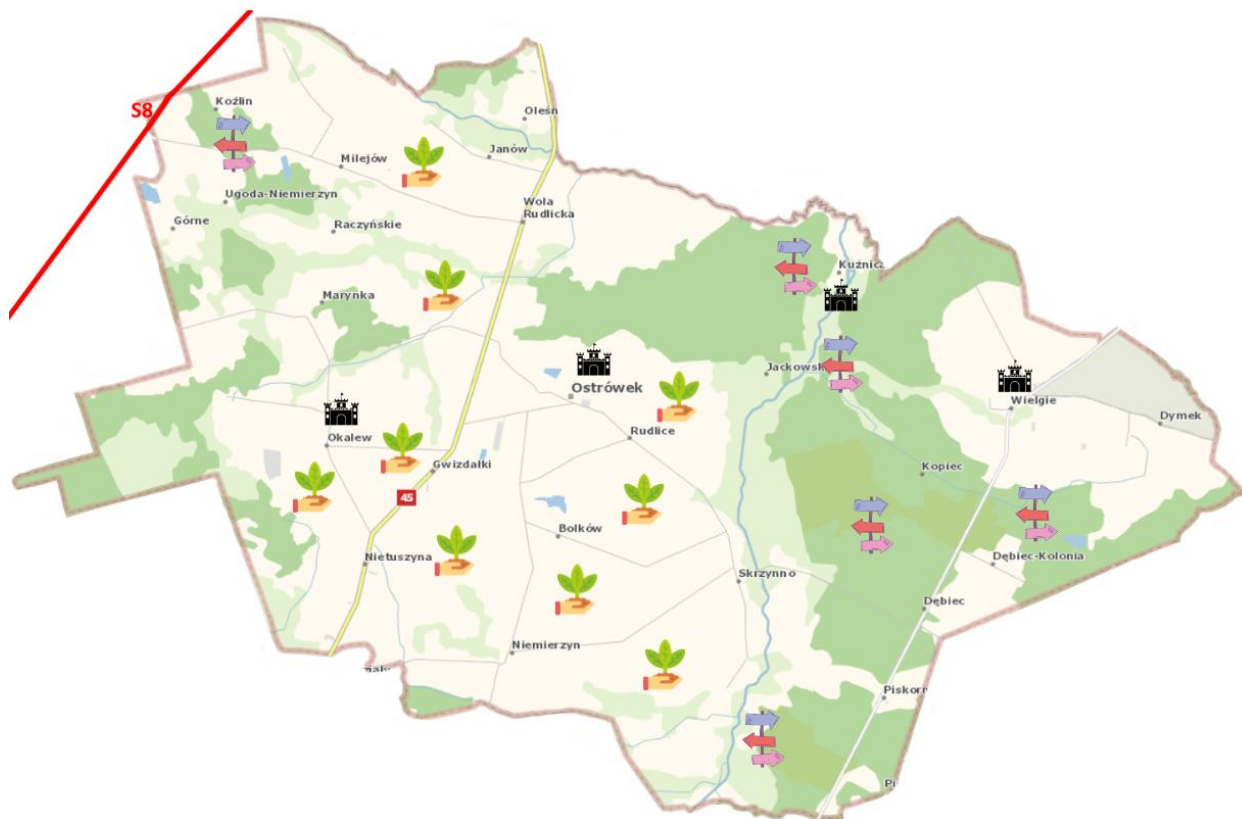 S8
Koźlin
Oleśn
Milejów
Janów
Ugoda-Niemierzyn
Wola
Rudlicka
Górne
Raczyńskie
Kuźnica
Marynka
Jackowsk
Ostrówek
Wielgie
Dymek
Okalew
Rudlice
Gwizdałki
Kopiec
45
Bolków
Nietuszyna
Dębiec-Kolonia
Skrzynno
Dębiec
Niemierzyn
Piskorr